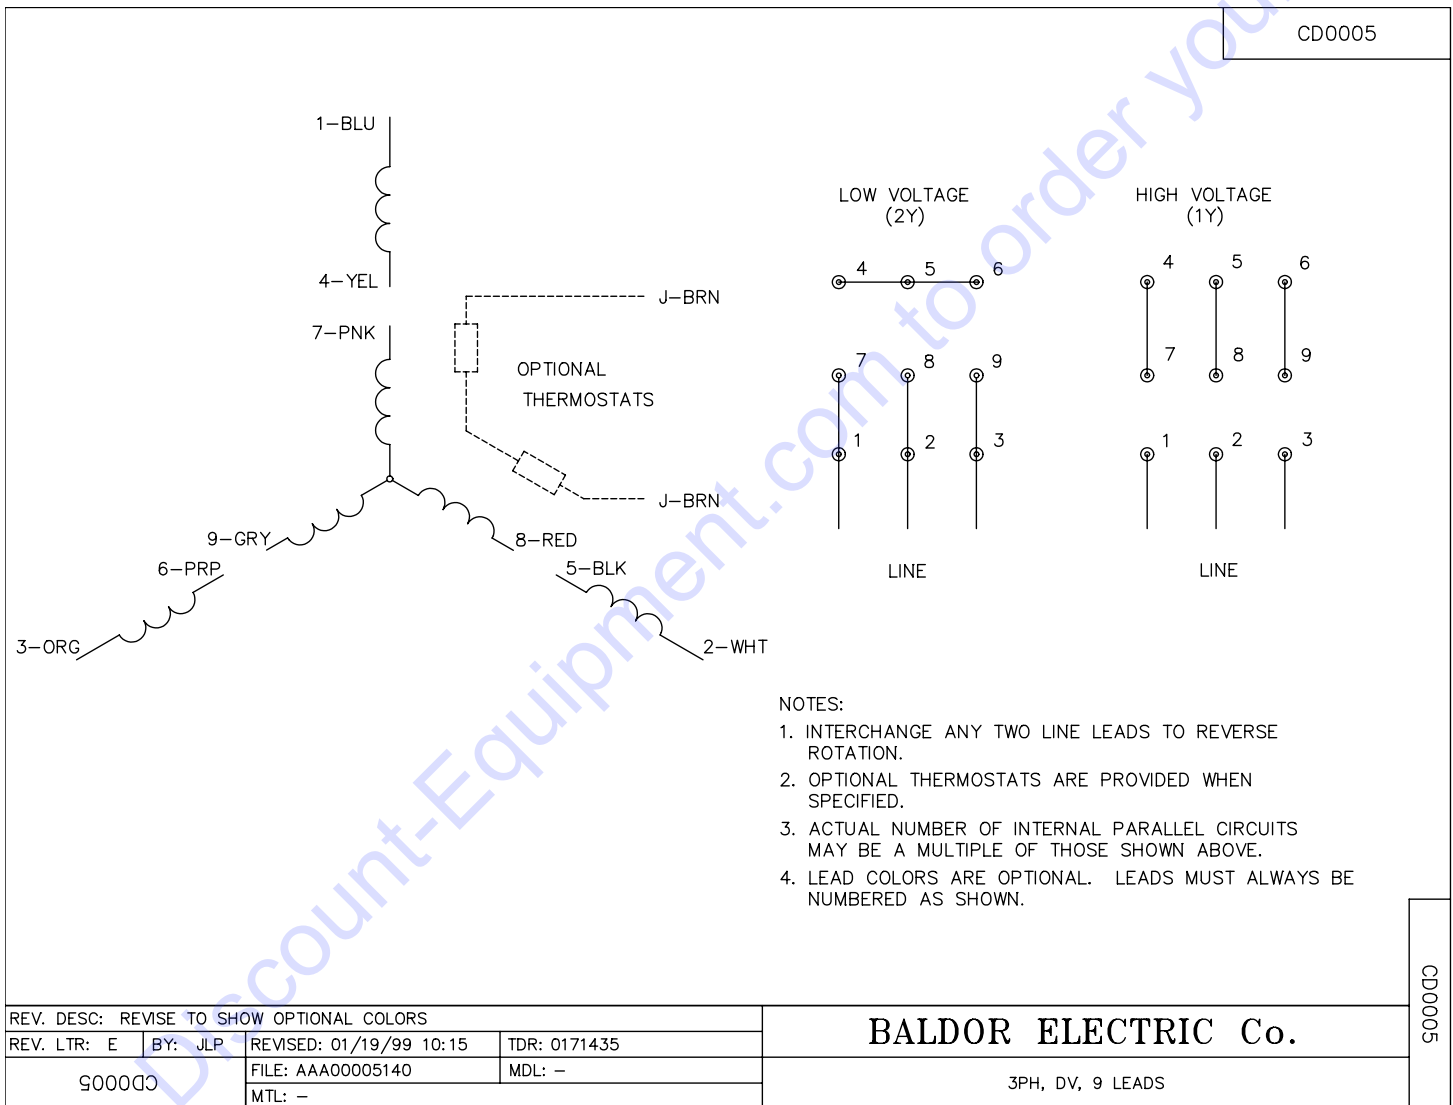 CD0005
1-BLU
4-YEL
7-PNK
J-BRN
OPTIONAL
THERMOSTATS
J-BRN
9-GRY
8-RED
6-PRP
5-BLK
3-ORG
2-WHT
LOW VOLTAGE
(2Y)
4 5 6
7 8 9
1 2 3
LINE
HIGH VOLTAGE
(1Y)
4 5 6
7 8 9
1 2 3
LINE
NOTES:
1. INTERCHANGE ANY TWO LINE LEADS TO REVERSE
ROTATION.
2. OPTIONAL THERMOSTATS ARE PROVIDED WHEN
SPECIFIED.
3. ACTUAL NUMBER OF INTERNAL PARALLEL CIRCUITS
MAY BE A MULTIPLE OF THOSE SHOWN ABOVE.
4. LEAD COLORS ARE OPTIONAL. LEADS MUST ALWAYS BE
NUMBERED AS SHOWN.
CD0005
REV. DESC: REVISE TO SHOW OPTIONAL COLORS
REV. LTR: E BY: JLP REVISED: 01/19/99 10:15 TDR: 0171435
CD0005
FILE: AAA00005140 MDL: -
MTL: -
BALDOR ELECTRIC Co.
3PH, DV, 9 LEADS
Discount-Equipment.com to order your